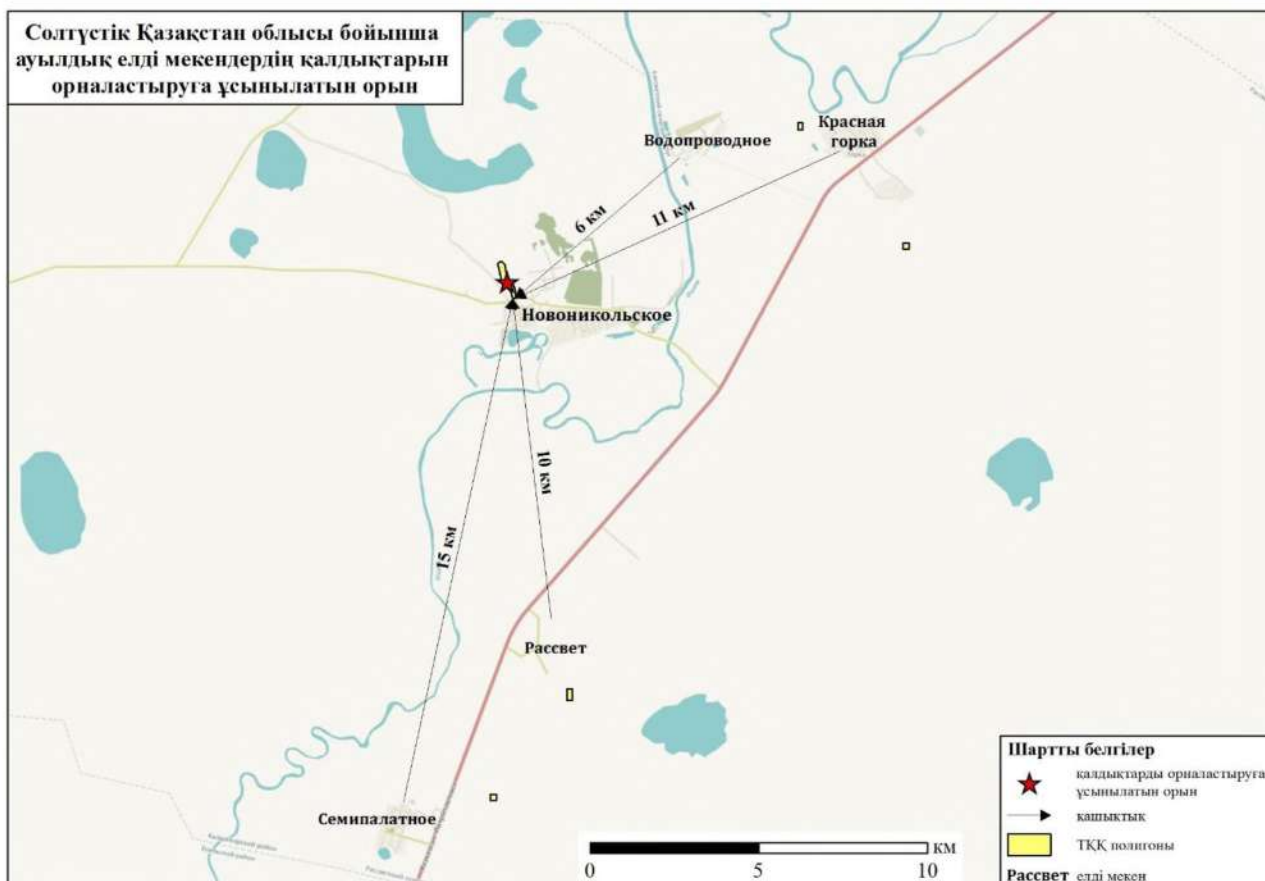 Солтүстік Қазақстан облысы бойынша
ауылдық елді мекендердің қалдықтарын
орналастыруға ұсынылатын орын
Красная
горка
Водопроводное
6 км
11 км
Новоникольское
10 км
15 км
Рассвет
Семипалатное
0
5
10
км
Шартты белгілер
қалдықтарды орналастыруға
ұсынылатын орын
қашықтық
ТҚҚ полигоны
Рассвет елді мекен